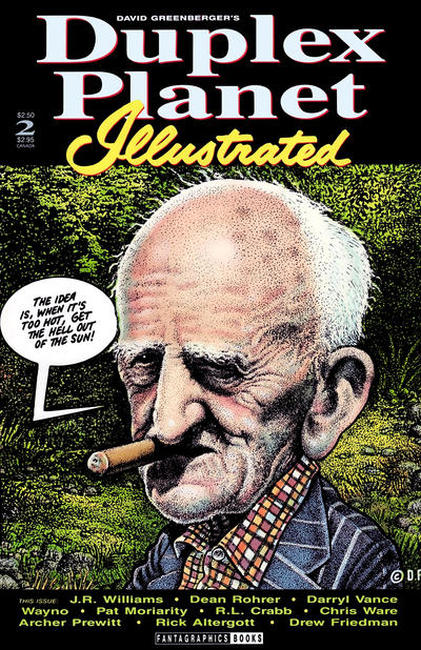 DAVID GREENBERGER'S
Duplex
Planet
Illustrated
$2.50
2
$2.95
CANADA
THE IDEA
IS, WHEN IT'S
TOO HOT, GET
THE HELL OUT
OF THE SUN!
© D.F
THIS ISSUE: J.R. Williams • Dean Rohrer • Darryl Vance
Wayno • Pat Moriarity • R.L. Crabb • Chris Ware
Archer Prewitt • Rick Altergott • Drew Friedman
FANTAGRAPHICS BOOKS